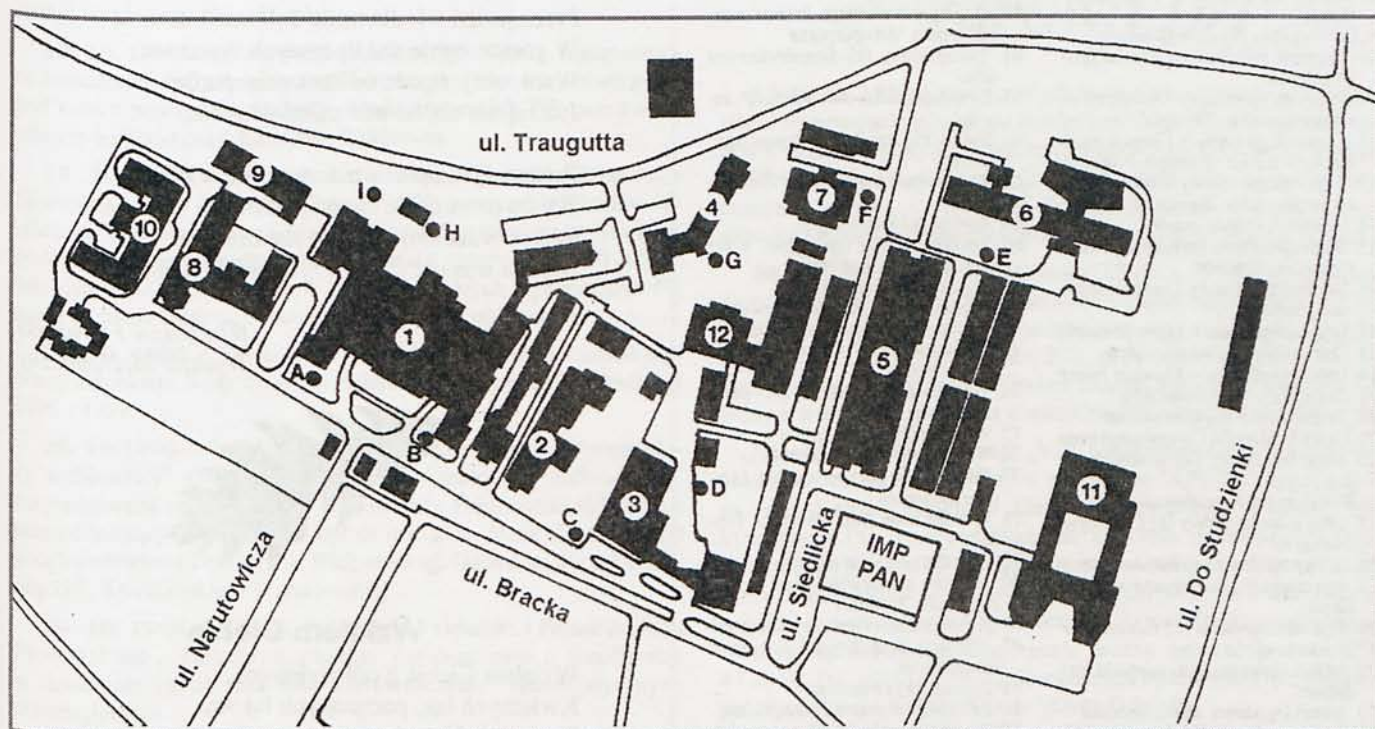 ul. Traugutta
9
I
4
7
10
H
F
6
8
G
E
1
12
5
A
2
B
11
3
D
C
IMP
PAN
ul. Narutowicza
ul. Bracka
ul. Siedlicka
ul. Do Studzienki